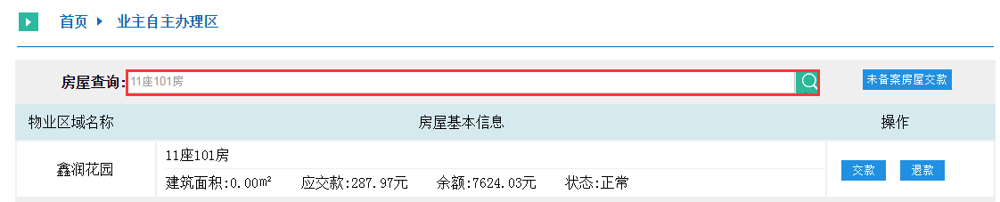 首页 业主自主办理区
房屋查询: 11座101房 未备案房屋交款
物业区域名称 房屋基本信息 操作
11座101房
鑫润花园 交款 退款
建筑面积:0.00㎡ 应交款:287.97元 余额:7624.03元 状态:正常